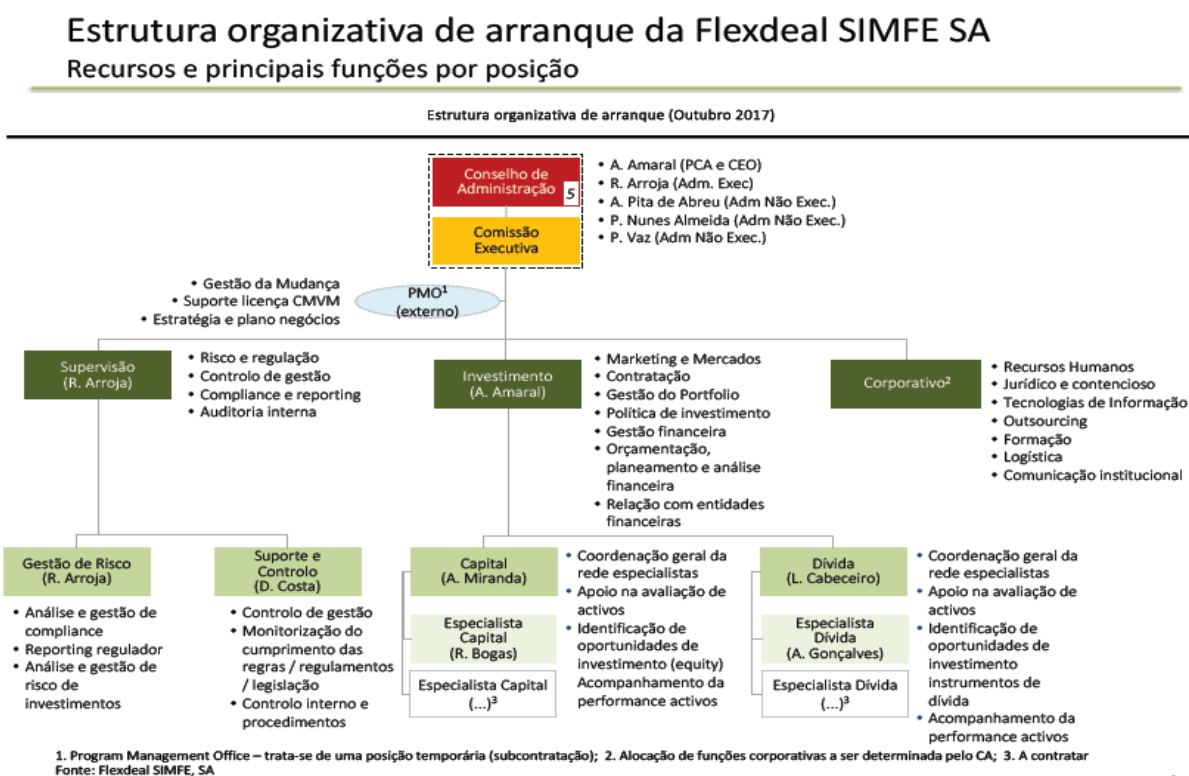 Estrutura organizativa de arranque da Flexdeal SIMFE SA
Recursos e principais funções por posição
Estrutura organizativa de arranque (Outubro 2017)
Conselho de
Administração
5
Comissão
Executiva
• A. Amaral (PCA e CEO)
• R. Arroja (Adm. Exec)
• A. Pita de Abreu (Adm Não Exec.)
• P. Nunes Almeida (Adm Não Exec.)
• P. Vaz (Adm Não Exec.)
• Gestão da Mudança
• Suporte licença CMVM
• Estratégia e plano negócios
PMO¹
(externo)
Supervisão
(R. Arroja)
• Risco e regulação
• Controlo de gestão
• Compliance e reporting
• Auditoria interna
Investimento
(A. Amaral)
• Marketing e Mercados
• Contratação
• Gestão do Portfolio
• Política de investimento
• Gestão financeira
• Orçamentação,
planeamento e análise
financeira
• Relação com entidades
financeiras
Corporativo²
• Recursos Humanos
• Jurídico e contencioso
• Tecnologias de Informação
• Outsourcing
• Formação
• Logística
• Comunicação institucional
Gestão de Risco
(R. Arroja)
• Análise e gestão de
compliance
• Reporting regulador
• Análise e gestão de
risco de
investimentos
Suporte e
Controlo
(D. Costa)
• Controlo de gestão
• Monitorização do
cumprimento das
regras / regulamentos
/ legislação
• Controlo interno e
procedimentos
Capital
(A. Miranda)
Especialista
Capital
(R. Bogas)
Especialista Capital
(...)³
• Coordenação geral da
rede especialistas
• Apoio na avaliação de
activos
• Identificação de
oportunidades de
investimento (equity)
Acompanhamento da
performance activos
Dívida
(L. Cabeceiro)
Especialista
Dívida
(A. Gonçalves)
Especialista Dívida
(...)³
• Coordenação geral da
rede especialistas
• Apoio na avaliação de
activos
• Identificação de
oportunidades de
investimento
instrumentos de
dívida
• Acompanhamento da
performance activos
1. Program Management Office – trata-se de uma posição temporária (subcontratação); 2. Alocação de funções corporativas a ser determinada pelo CA; 3. A contratar
Fonte: Flexdeal SIMFE, SA